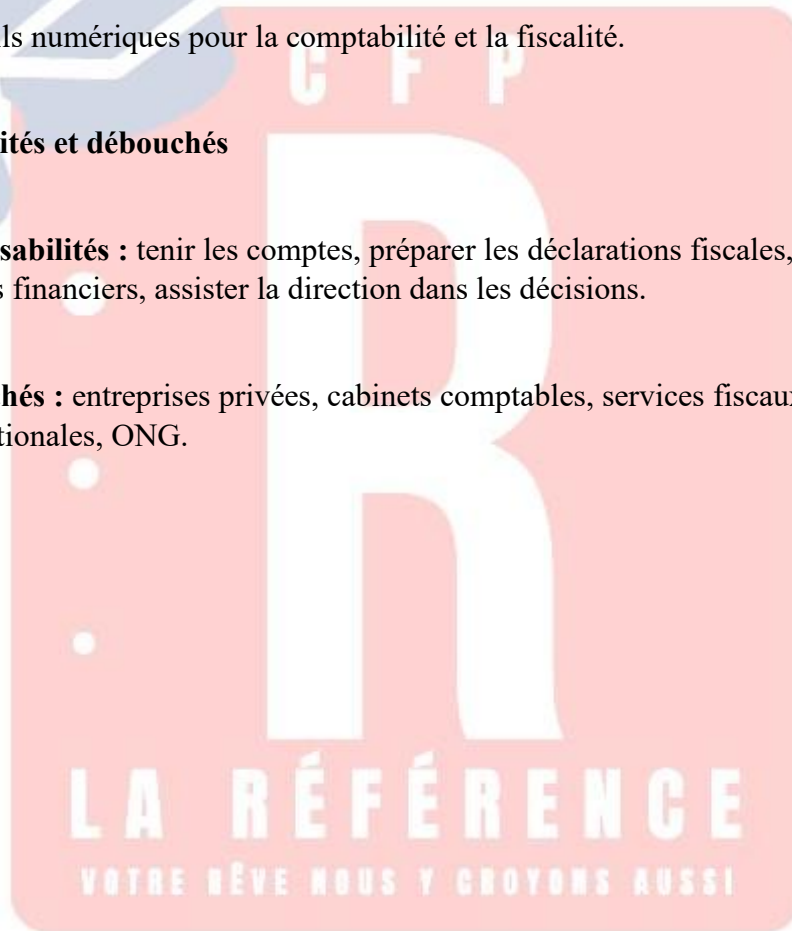 ls numériques pour la comptabilité et la fiscalité.
C F P
ités et débouchés
sabilités : tenir les comptes, préparer les déclarations fiscales,
s financiers, assister la direction dans les décisions.
hés : entreprises privées, cabinets comptables, services fiscaux
tionales, ONG.
R
LA RÉFÉRENCE
VOTRE RÊVE NOUS Y CROYONS AUSSI